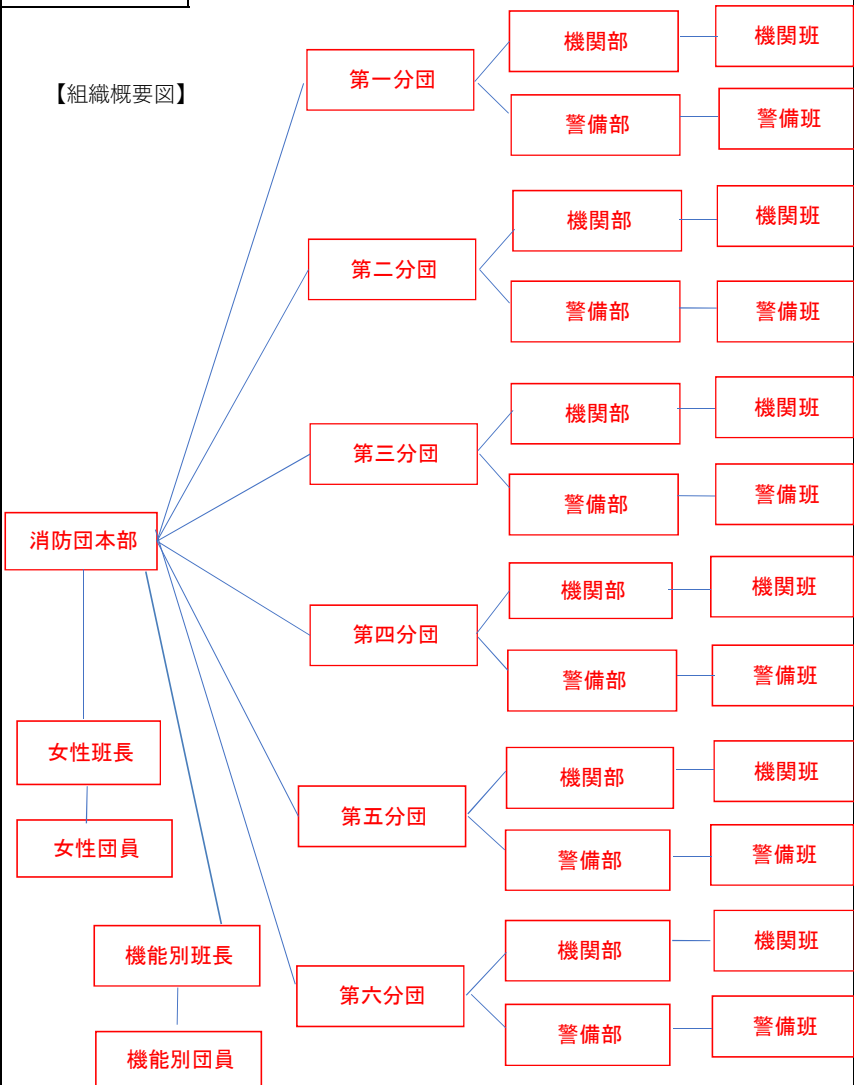 【組織概要図】
消防団本部
第一分団
機関部
機関班
警備部
警備班
第二分団
機関部
機関班
警備部
警備班
第三分団
機関部
機関班
警備部
警備班
第四分団
機関部
機関班
警備部
警備班
第五分団
機関部
機関班
警備部
警備班
第六分団
機関部
機関班
警備部
警備班
女性班長
女性団員
機能別班長
機能別団員